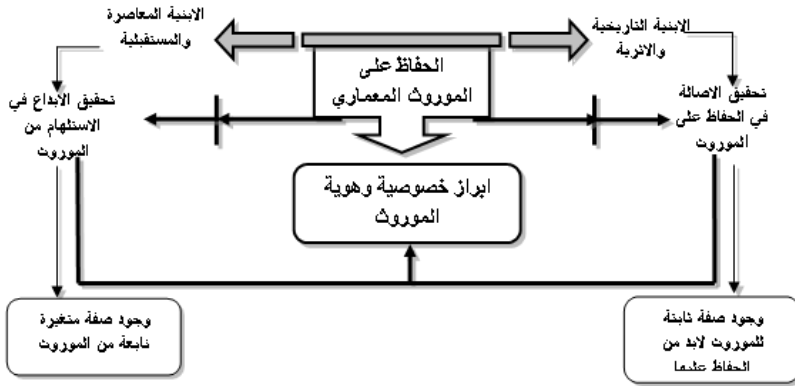 الابنية التاريخية
والاثرية
الابنية المعاصرة
والمستقبلية
الحفاظ على
الموروث المعماري
تحقيق الاصالة
في الحفاظ على
الموروث
تحقيق الابداع في
الاستلهام من
الموروث
ابراز خصوصية وهوية
الموروث
وجود صفة ثابتة
للموروث لابد من
الحفاظ عليها
وجود صفة متغيرة
نابعة من الموروث